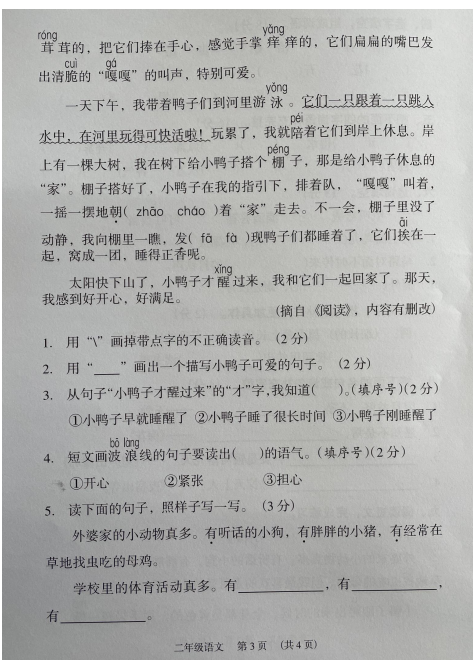 róng yǎng
茸茸的，把它们捧在手心，感觉手掌痒痒的，它们扁扁的嘴巴发
cuì gá
出清脆的“嘎嘎”的叫声，特别可爱。
yǒng
一天下午，我带着鸭子们到河里游泳。它们一只跟着一只跳入
péi
水中，在河里玩得可快活啦！玩累了，我就陪着它们到岸上休息。岸
péng
上有一棵大树，我在树下给小鸭子搭个棚子，那是给小鸭子休息的
“家”。棚子搭好了，小鸭子在我的指引下，排着队，“嘎嘎”叫着，
一摇一摆地朝( zhāo cháo )着“家”走去。不一会，棚子里没了
动静，我向棚里一瞧，发( fā fà )现鸭子们都睡着了，它们挨在一
āi
起，窝成一团，睡得正香呢。
xǐng
太阳快下山了，小鸭子才醒过来，我和它们一起回家了。那天，
我感到好开心，好满足。
(摘自《阅读》，内容有删改)
1. 用“\”画掉带点字的不正确读音。(2分)
2. 用“____”画出一个描写小鸭子可爱的句子。(2分)
3. 从句子“小鸭子才醒过来”的“才”字，我知道( )。(填序号)(2分)
①小鸭子早就睡醒了 ②小鸭子睡了很长时间 ③小鸭子刚睡醒了
bō làng
4. 短文画波浪线的句子要读出( )的语气。(填序号)(2分)
①开心 ②紧张 ③担心
5. 读下面的句子，照样子写一写。(3分)
外婆家的小动物真多。有听话的小狗，有胖胖的小猪，有经常在
草地找虫吃的母鸡。
学校里的体育活动真多。有__________，有__________，
有__________。
二年级语文 第3页 (共4页)